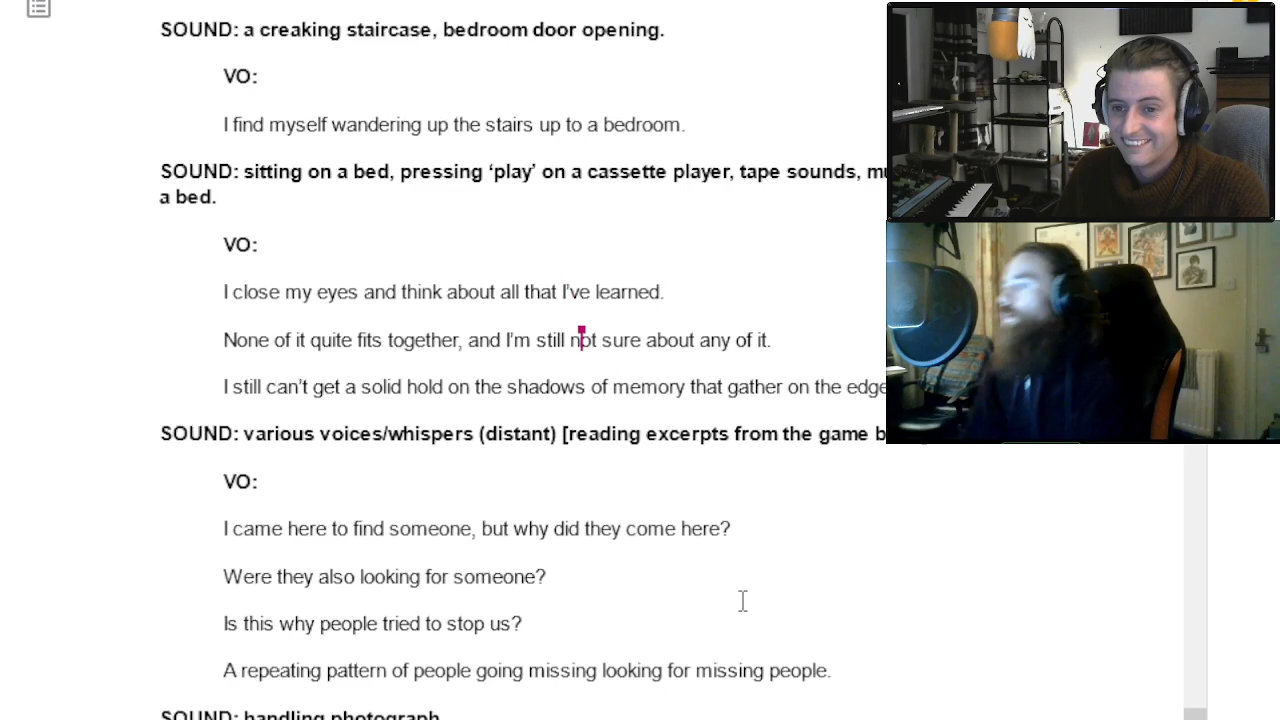 SOUND: a creaking staircase, bedroom door opening.
VO:
I find myself wandering up the stairs up to a bedroom.
SOUND: sitting on a bed, pressing ‘play’ on a cassette player, tape sounds,
a bed.
VO:
I close my eyes and think about all that I’ve learned.
None of it quite fits together, and I’m still not sure about any of it.
I still can’t get a solid hold on the shadows of memory that gather on the edge
SOUND: various voices/whispers (distant) [reading excerpts from the game
VO:
I came here to find someone, but why did they come here?
Were they also looking for someone?
Is this why people tried to stop us?
A repeating pattern of people going missing looking for missing people.
SOUND: handling photograph